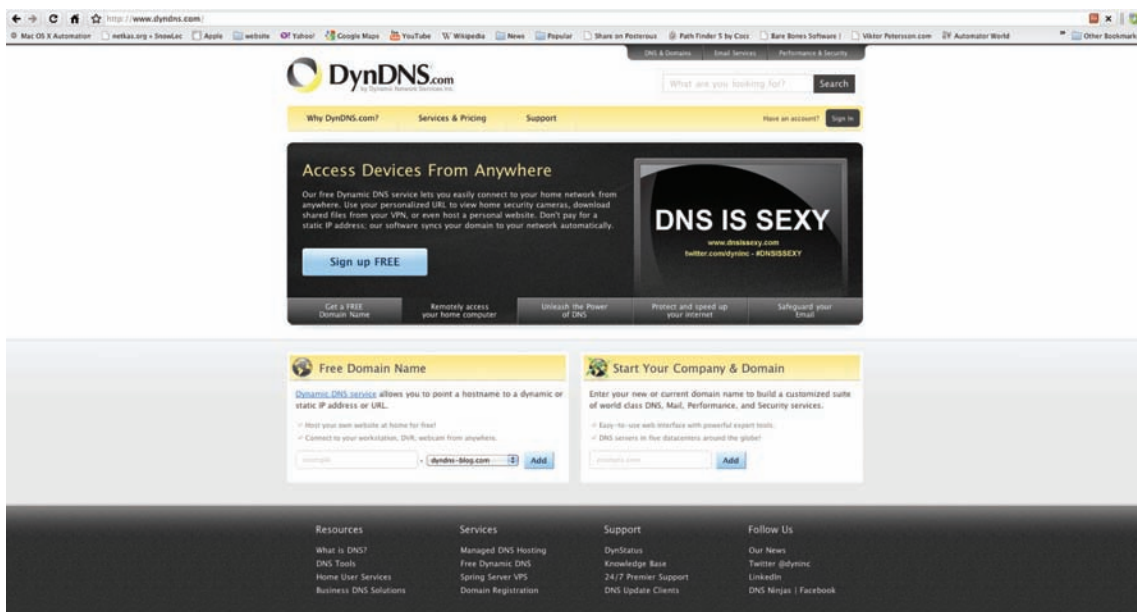 http://www.dyndns.com/
Mac OS X Automation netkas.org » SnowLec Apple website Yahoo! Google Maps YouTube Wikipedia News Popular Share on Posterous Path Finder 5 by Coco Bare Bones Software | Viktor Petersson.com Automator World » Other Bookmark
DNS & Domains Email Services Performance & Security
DynDNS.com
by Dynamic Network Services Inc.
What are you looking for? Search
Why DynDNS.com? Services & Pricing Support Have an account? Sign In
Access Devices From Anywhere
Our free Dynamic DNS service lets you easily connect to your home network from
anywhere. Use your personalized URL to view home security cameras, download
shared files from your VPN, or even host a personal website. Don't pay for a
static IP address; our software syncs your domain to your network automatically.
Sign up FREE
DNS IS SEXY
www.dnsissexy.com
twitter.com/dyninc - #DNSISSEXY
Get a FREE
Domain Name
Remotely access
your home computer
Unleash the Power
of DNS
Protect and speed up
your internet
Safeguard your
Email
Free Domain Name
Dynamic DNS service allows you to point a hostname to a dynamic or
static IP address or URL.
Host your own website at home for free!
Connect to your workstation, DVR, webcam from anywhere.
example . dyndns-blog.com Add
Start Your Company & Domain
Enter your new or current domain name to build a customized suite
of world class DNS, Mail, Performance, and Security services.
Easy-to-use web interface with powerful expert tools.
DNS servers in five datacenters around the globe!
Add
Resources
What is DNS?
DNS Tools
Home User Services
Business DNS Solutions
Services
Managed DNS Hosting
Free Dynamic DNS
Spring Server VPS
Domain Registration
Support
DynStatus
Knowledge Base
24/7 Premier Support
DNS Update Clients
Follow Us
Our News
Twitter @dyninc
LinkedIn
DNS Ninjas | Facebook